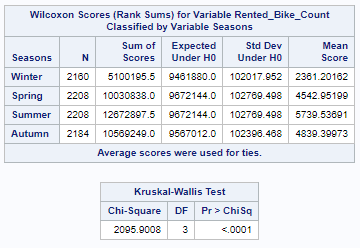 Wilcoxon Scores (Rank Sums) for Variable Rented_Bike_Count
Classified by Variable Seasons
Seasons N Sum of Scores Expected Under H0 Std Dev Under H0 Mean Score
Winter 2160 5100195.5 9461880.0 102017.952 2361.20162
Spring 2208 10030838.0 9672144.0 102769.498 4542.95199
Summer 2208 12672897.5 9672144.0 102769.498 5739.53691
Autumn 2184 10569249.0 9567012.0 102396.468 4839.39973
Average scores were used for ties.
Kruskal-Wallis Test
Chi-Square DF Pr > ChiSq
2095.9008 3 <.0001